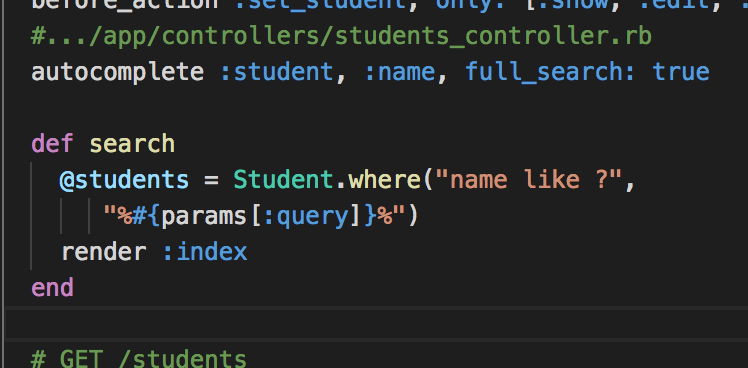 before_action :set_student, only: [:show, :edit, :
#.../app/controllers/students_controller.rb
autocomplete :student, :name, full_search: true
def search
@students = Student.where("name like ?",
"%#{params[:query]}%")
render :index
end
# GET /students